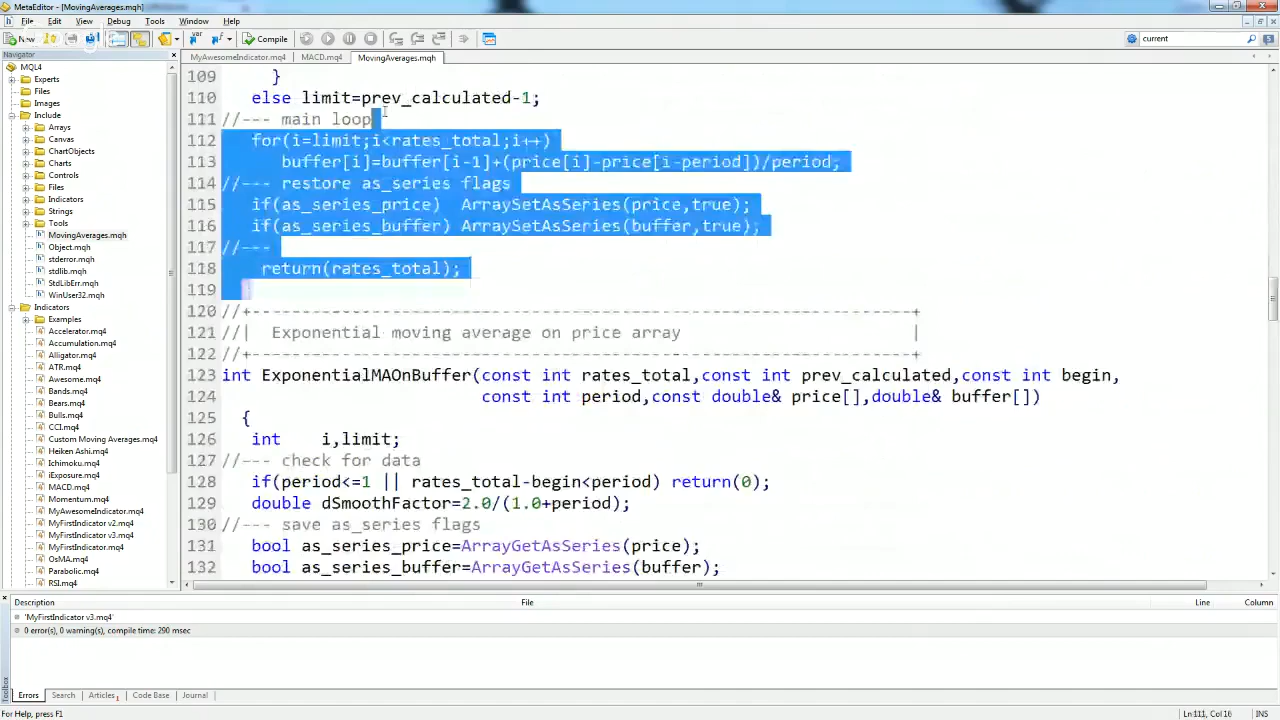 MetaEditor - [MovingAverages.mqh]
File Edit View Debug Tools Window Help
New Compile current
Navigator
MyAwesomeIndicator.mq4 MACD.mq4 MovingAverages.mqh
MQL4
Experts
Files
Images
Include
Arrays
Canvas
ChartObjects
Charts
Controls
Files
Indicators
Strings
Tools
MovingAverages.mqh
Object.mqh
stderror.mqh
stdlib.mqh
StdLibErr.mqh
WinUser32.mqh
Indicators
Examples
Accelerator.mq4
Accumulation.mq4
Alligator.mq4
ATR.mq4
Awesome.mq4
Bands.mq4
Bears.mq4
Bulls.mq4
CCI.mq4
Custom Moving Averages.mq4
Heiken Ashi.mq4
Ichimoku.mq4
iExposure.mq4
MACD.mq4
Momentum.mq4
MyAwesomeIndicator.mq4
MyFirstIndicator v2.mq4
MyFirstIndicator v3.mq4
MyFirstIndicator.mq4
OsMA.mq4
Parabolic.mq4
RSI.mq4
109 }
110 else limit=prev_calculated-1;
111 //--- main loop
112 for(i=limit;i<rates_total;i++)
113 buffer[i]=buffer[i-1]+(price[i]-price[i-period])/period;
114 //--- restore as_series flags
115 if(as_series_price) ArraySetAsSeries(price,true);
116 if(as_series_buffer) ArraySetAsSeries(buffer,true);
117 //---
118 return(rates_total);
119
120 //+------------------------------------------------------------------+
121 //| Exponential moving average on price array |
122 //+------------------------------------------------------------------+
123 int ExponentialMAOnBuffer(const int rates_total,const int prev_calculated,const int begin,
124 const int period,const double& price[],double& buffer[])
125 {
126 int i,limit;
127 //--- check for data
128 if(period<=1 || rates_total-begin<period) return(0);
129 double dSmoothFactor=2.0/(1.0+period);
130 //--- save as_series flags
131 bool as_series_price=ArrayGetAsSeries(price);
132 bool as_series_buffer=ArrayGetAsSeries(buffer);
Description File Line Column
'MyFirstIndicator v3.mq4'
0 error(s), 0 warning(s), compile time: 290 msec
Toolbox
Errors Search Articles 1 Code Base Journal
For Help, press F1 Ln 111, Col 16 INS